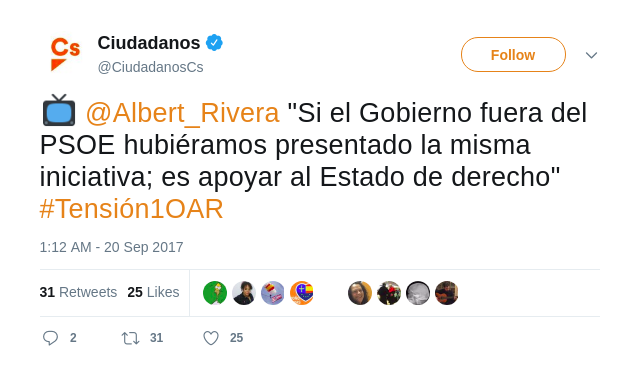 Cs
Ciudadanos
@CiudadanosCs
Follow
@Albert_Rivera "Si el Gobierno fuera del
PSOE hubiéramos presentado la misma
iniciativa; es apoyar al Estado de derecho"
#Tensión1OAR
1:12 AM - 20 Sep 2017
31 Retweets 25 Likes
2 31 25